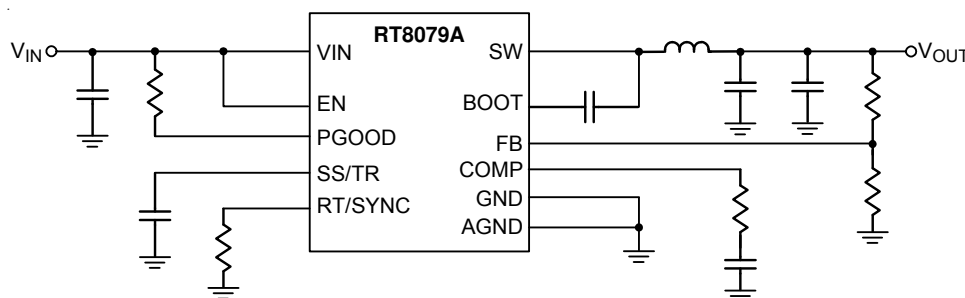 RT8079A
VIN
VIN
SW
VOUT
EN
BOOT
PGOOD
FB
SS/TR
COMP
RT/SYNC
GND
AGND